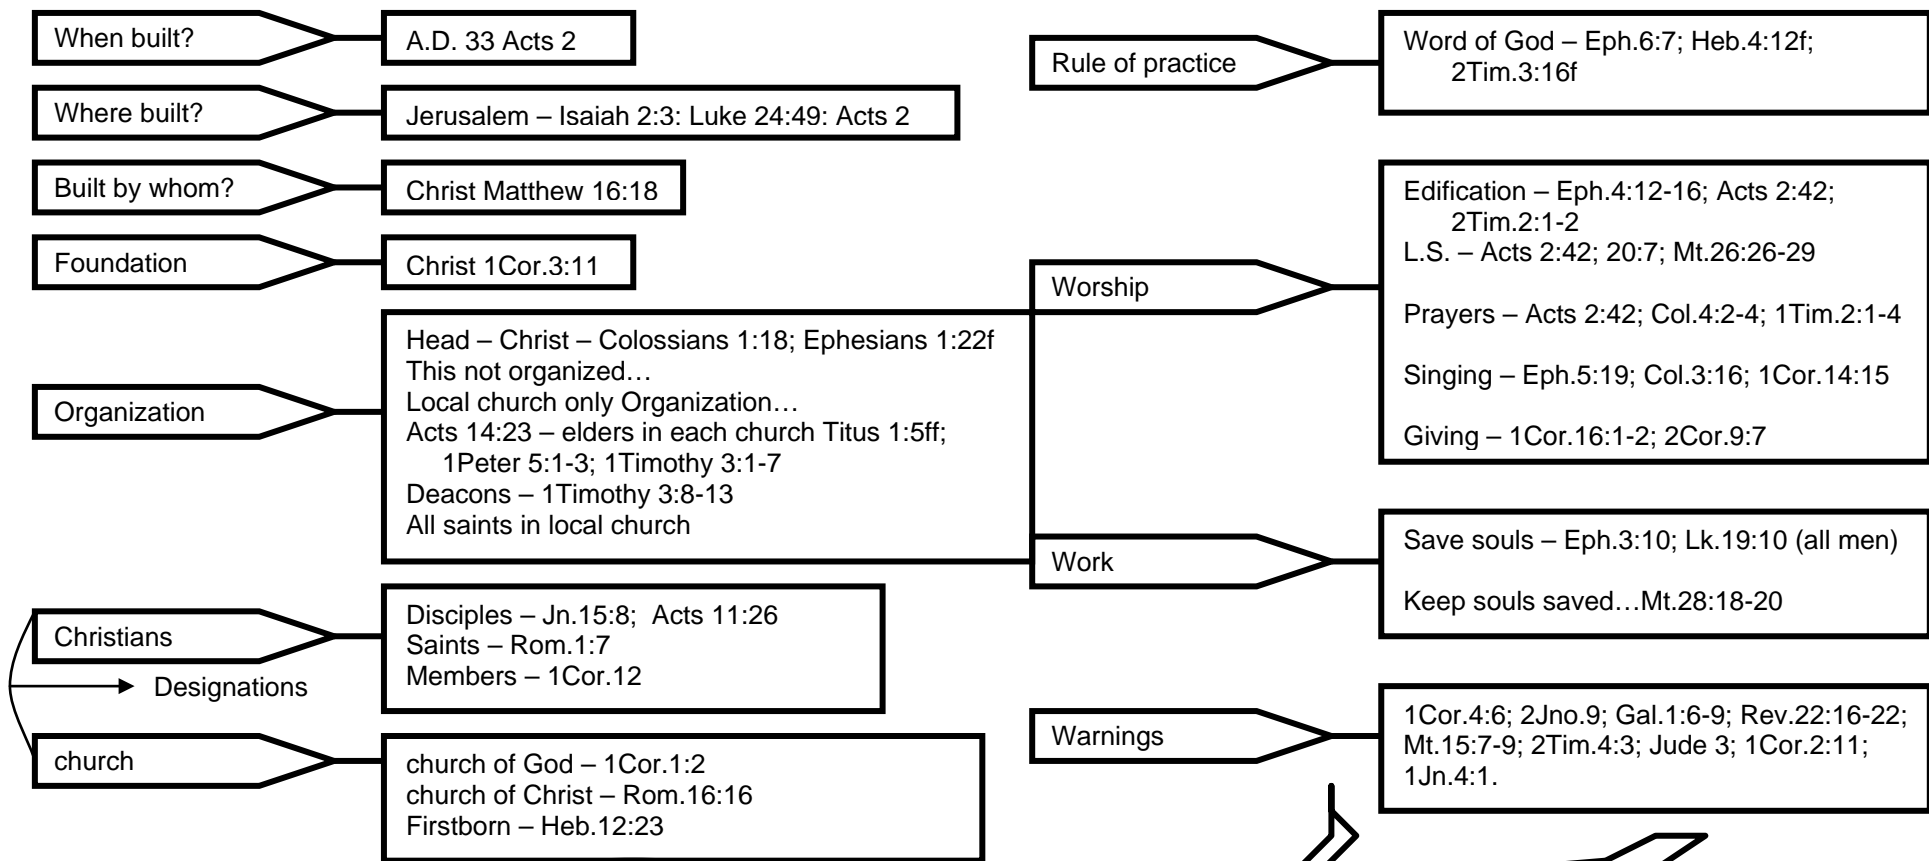 When built?
A.D. 33 Acts 2
Where built?
Jerusalem – Isaiah 2:3: Luke 24:49: Acts 2
Built by whom?
Christ Matthew 16:18
Foundation
Christ 1Cor.3:11
Organization
Head – Christ – Colossians 1:18; Ephesians 1:22f
This not organized…
Local church only Organization…
Acts 14:23 – elders in each church Titus 1:5ff;
1Peter 5:1-3; 1Timothy 3:1-7
Deacons – 1Timothy 3:8-13
All saints in local church
Christians
Disciples – Jn.15:8;  Acts 11:26
Saints – Rom.1:7
Members – 1Cor.12
Designations
church
church of God – 1Cor.1:2
church of Christ – Rom.16:16
Firstborn – Heb.12:23
Rule of practice
Word of God – Eph.6:7; Heb.4:12f;
2Tim.3:16f
Worship
Edification – Eph.4:12-16; Acts 2:42;
2Tim.2:1-2
L.S. – Acts 2:42; 20:7; Mt.26:26-29
Prayers – Acts 2:42; Col.4:2-4; 1Tim.2:1-4
Singing – Eph.5:19; Col.3:16; 1Cor.14:15
Giving – 1Cor.16:1-2; 2Cor.9:7
Work
Save souls – Eph.3:10; Lk.19:10 (all men)
Keep souls saved…Mt.28:18-20
Warnings
1Cor.4:6; 2Jno.9; Gal.1:6-9; Rev.22:16-22;
Mt.15:7-9; 2Tim.4:3; Jude 3; 1Cor.2:11;
1Jn.4:1.